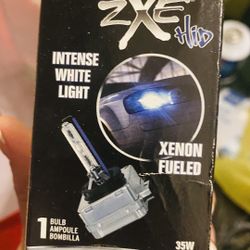 ZXE
HiD
INTENSE
WHITE
LIGHT
XENON
FUELED
1 BULB
AMPOULE
BOMBILLA
35W